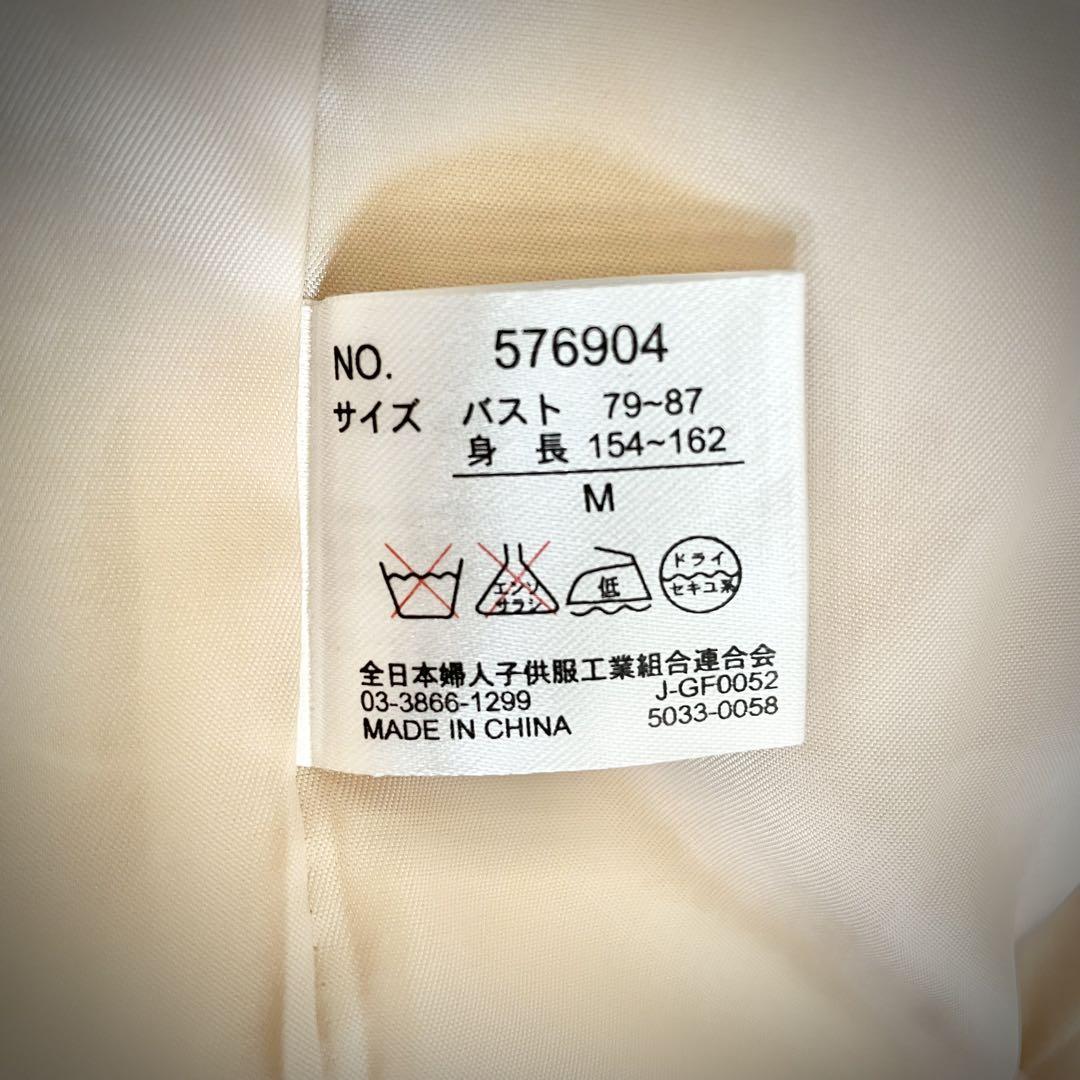 NO. 576904
サイズ バスト 79~87
身 長 154~162
M
エンソ
サラシ
低
ドライ
セキユ系
全日本婦人子供服工業組合連合会
03-3866-1299 J-GF0052
MADE IN CHINA 5033-0058